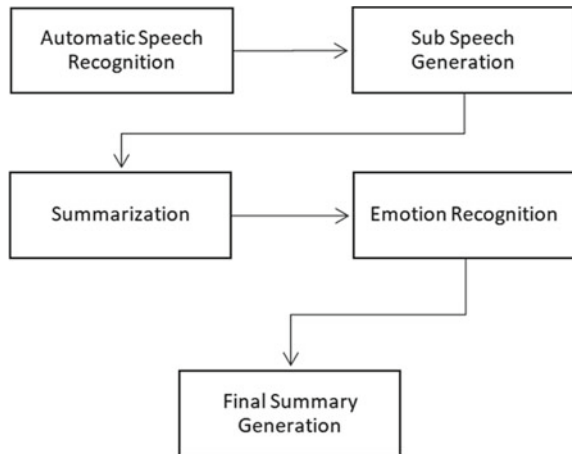 Automatic Speech
Recognition
Sub Speech
Generation
Summarization
Emotion Recognition
Final Summary
Generation